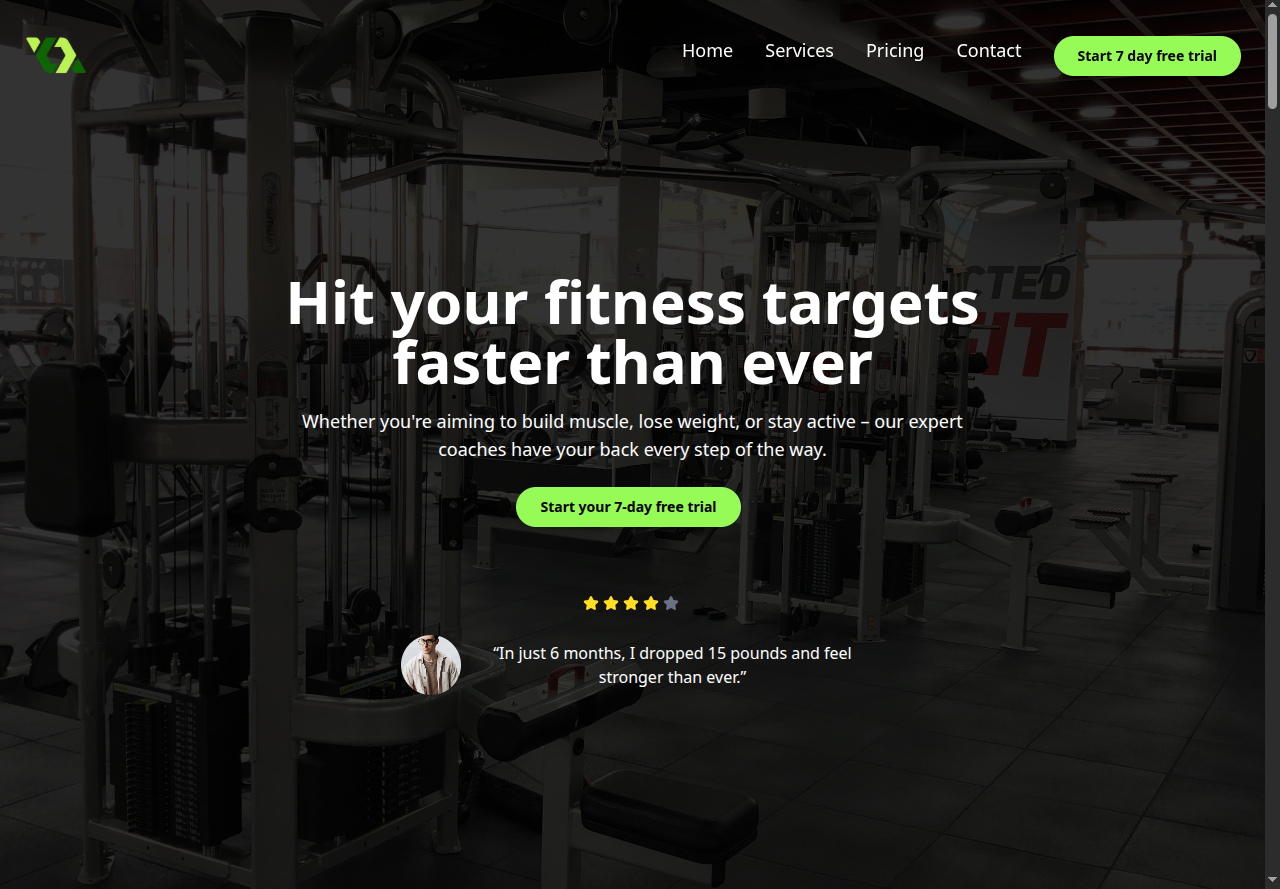 Home Services Pricing Contact Start 7 day free trial
Hit your fitness targets
faster than ever
Whether you're aiming to build muscle, lose weight, or stay active – our expert
coaches have your back every step of the way.
Start your 7-day free trial
“In just 6 months, I dropped 15 pounds and feel
stronger than ever.”